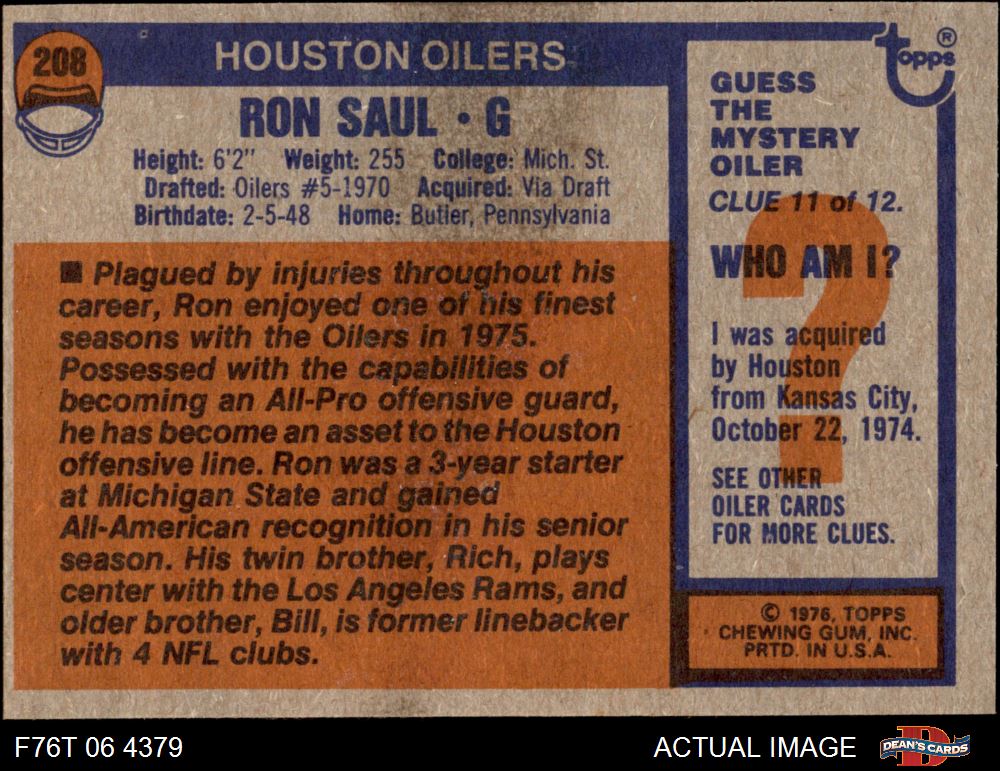 208
HOUSTON OILERS
RON SAUL • G
Height: 6'2" Weight: 255 College: Mich. St.
Drafted: Oilers #5-1970 Acquired: Via Draft
Birthdate: 2-5-48 Home: Butler, Pennsylvania
■ Plagued by injuries throughout his
career, Ron enjoyed one of his finest
seasons with the Oilers in 1975.
Possessed with the capabilities of
becoming an All-Pro offensive guard,
he has become an asset to the Houston
offensive line. Ron was a 3-year starter
at Michigan State and gained
All-American recognition in his senior
season. His twin brother, Rich, plays
center with the Los Angeles Rams, and
older brother, Bill, is former linebacker
with 4 NFL clubs.
topps®
GUESS
THE
MYSTERY
OILER
CLUE 11 of 12.
WHO AM I?
?
I was acquired
by Houston
from Kansas City,
October 22, 1974.
SEE OTHER
OILER CARDS
FOR MORE CLUES.
© 1976, TOPPS
CHEWING GUM, INC.
PRTD. IN U.S.A.
F76T 06 4379
ACTUAL IMAGE
D
DEAN'S CARDS